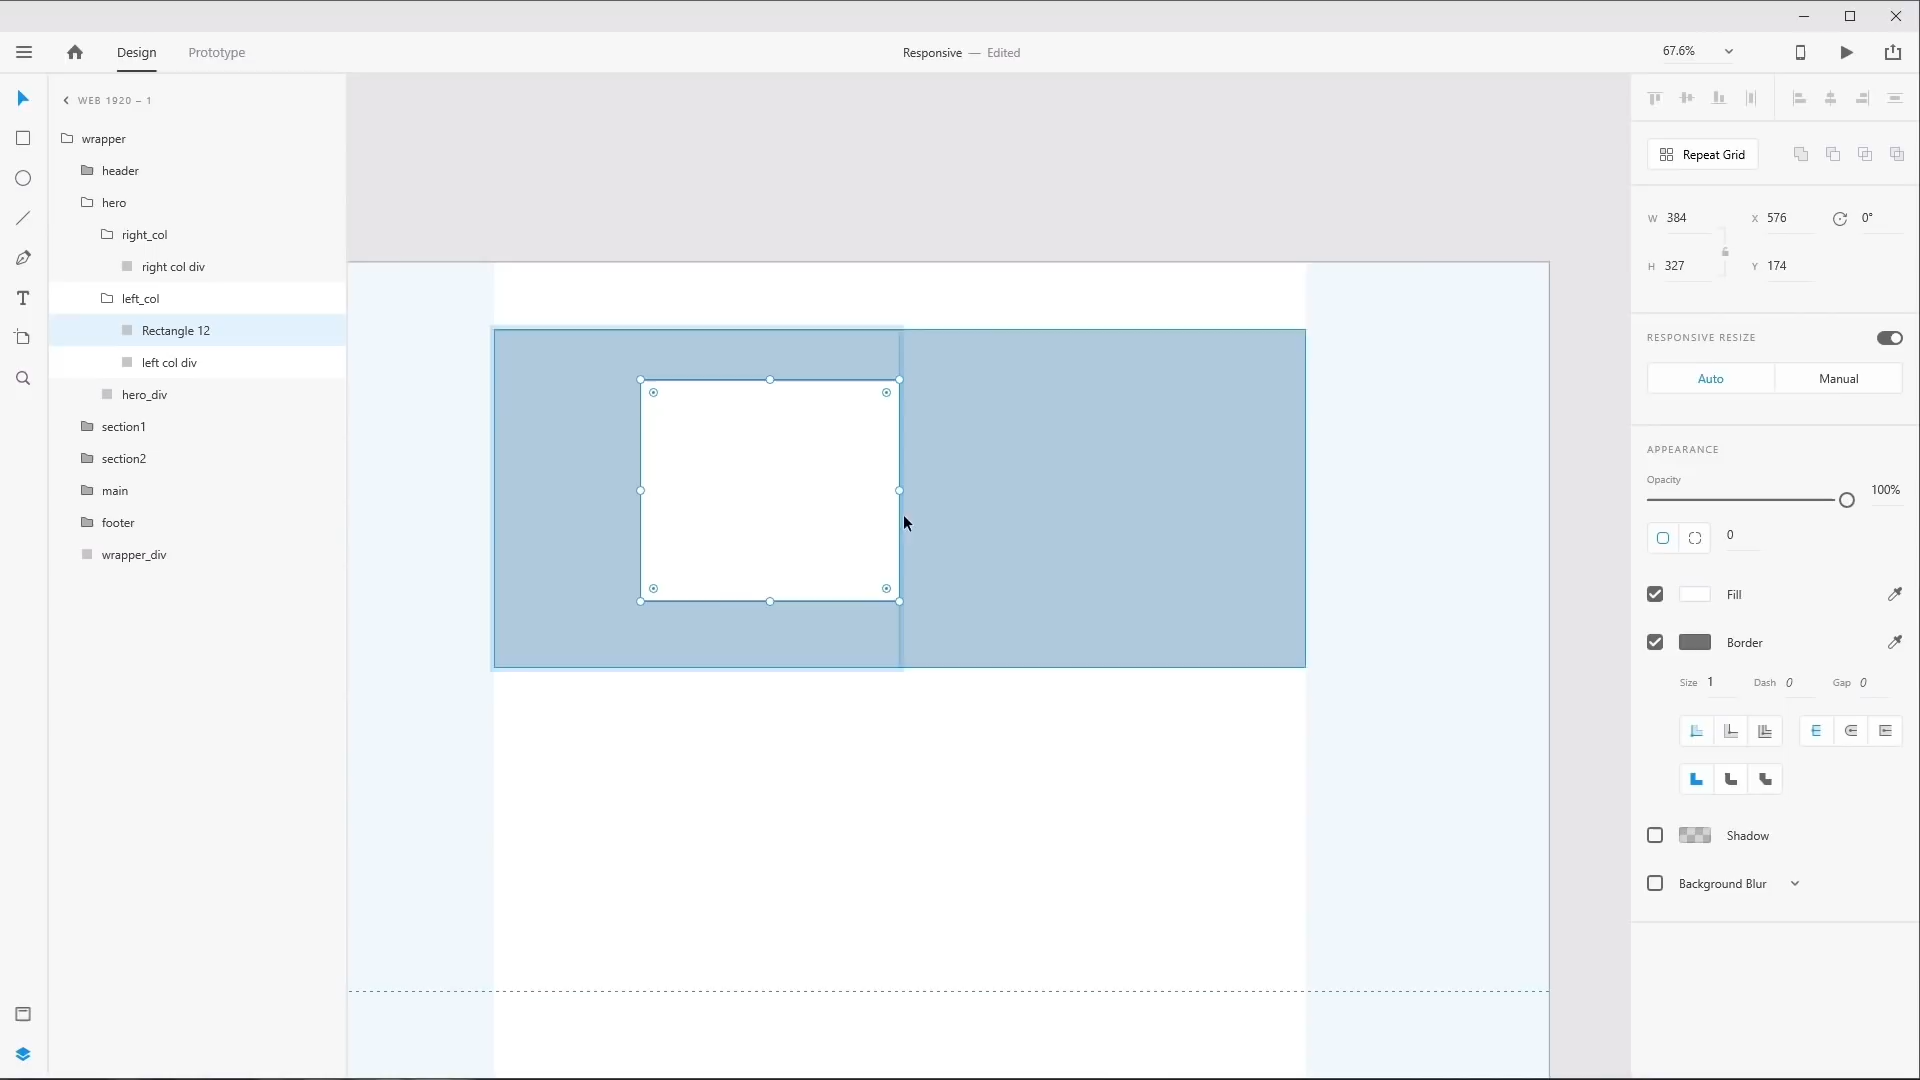 Design
Prototype
Responsive — Edited
67.6%
WEB 1920 – 1
wrapper
header
hero
right_col
right col div
left_col
Rectangle 12
left col div
hero_div
section1
section2
main
footer
wrapper_div
Repeat Grid
W 384
X 576
0°
H 327
Y 174
RESPONSIVE RESIZE
Auto
Manual
APPEARANCE
Opacity
100%
0
Fill
Border
Size 1
Dash 0
Gap 0
Shadow
Background Blur